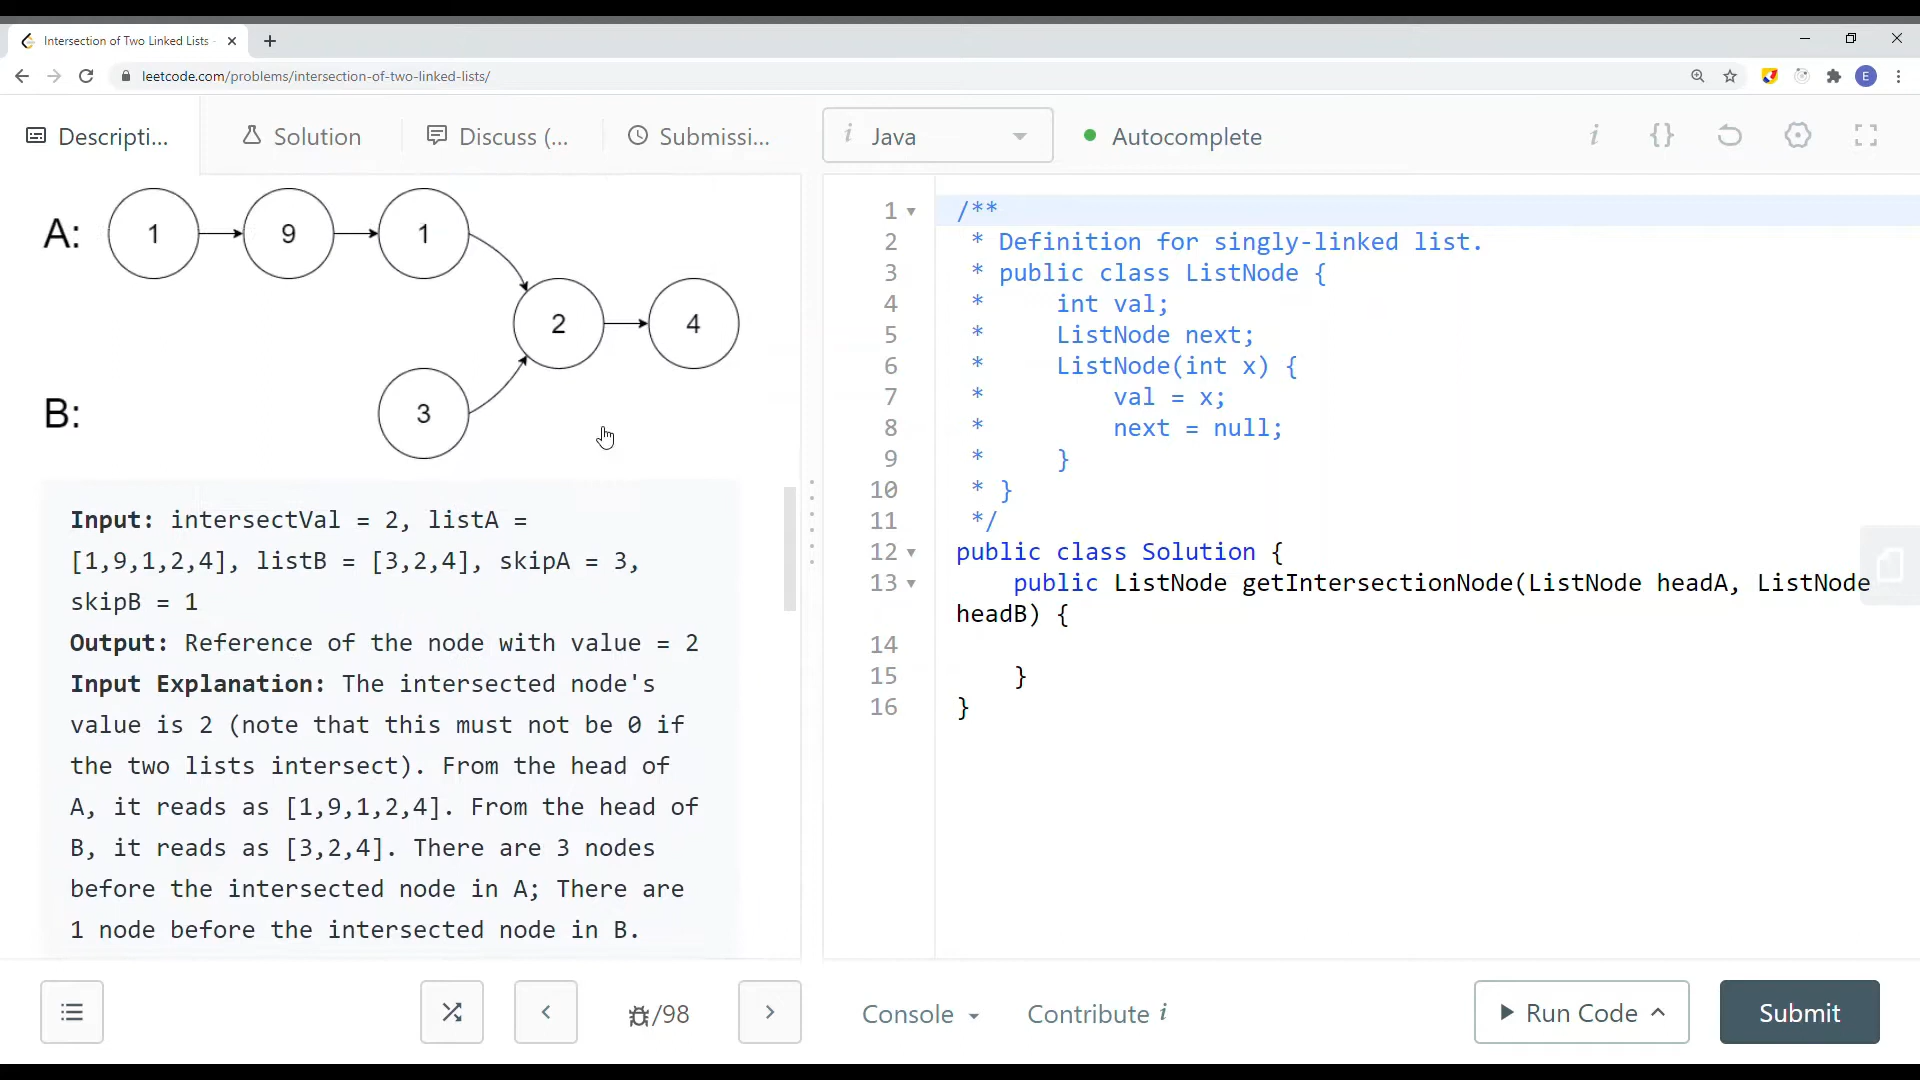 Intersection of Two Linked Lists -
leetcode.com/problems/intersection-of-two-linked-lists/
E
Descripti...
Solution
Discuss (...
Submissi...
i Java
Autocomplete
i {}
A: 1 9 1
2 4
B: 3
Input: intersectVal = 2, listA =
[1,9,1,2,4], listB = [3,2,4], skipA = 3,
skipB = 1
Output: Reference of the node with value = 2
Input Explanation: The intersected node's
value is 2 (note that this must not be 0 if
the two lists intersect). From the head of
A, it reads as [1,9,1,2,4]. From the head of
B, it reads as [3,2,4]. There are 3 nodes
before the intersected node in A; There are
1 node before the intersected node in B.
1 /**
2  * Definition for singly-linked list.
3  * public class ListNode {
4  *     int val;
5  *     ListNode next;
6  *     ListNode(int x) {
7  *         val = x;
8  *         next = null;
9  *     }
10  * }
11  */
12 public class Solution {
13     public ListNode getIntersectionNode(ListNode headA, ListNode
headB) {
14
15     }
16 }
/98
Console
Contribute i
Run Code
Submit